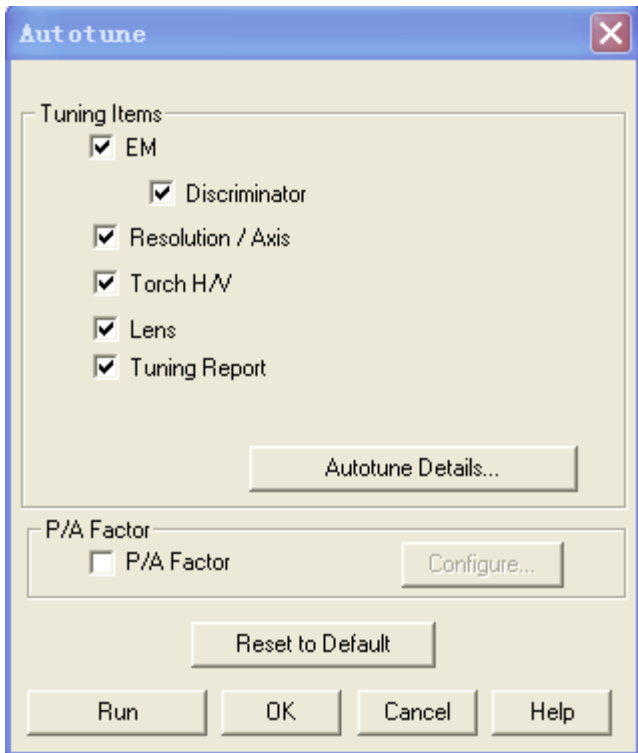 Autotune
Tuning Items
EM
Discriminator
Resolution / Axis
Torch H/V
Lens
Tuning Report
Autotune Details...
P/A Factor
P/A Factor
Configure...
Reset to Default
Run
OK
Cancel
Help